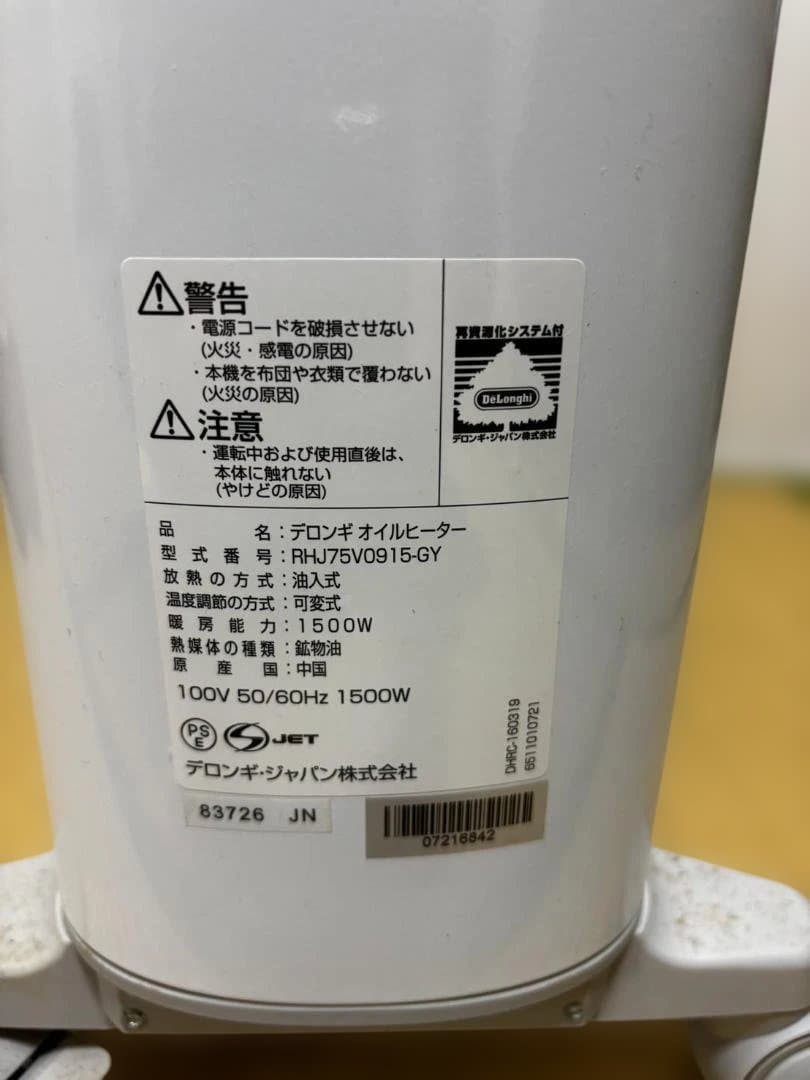 警告
・電源コードを破損させない
(火災・感電の原因)
・本機を布団や衣類で覆わない
(火災の原因)
注意
・運転中および使用直後は、
本体に触れない
(やけどの原因)
再資源化システム付
DeLonghi
デロンギ・ジャパン株式会社
品名：デロンギ オイルヒーター
型式番号：RHJ75V0915-GY
放熱の方式：油入式
温度調節の方式：可変式
暖房能力：1500W
熱媒体の種類：鉱物油
原産国：中国
100V 50/60Hz 1500W
PS
E
JET
デロンギ・ジャパン株式会社
DHRC-160319
6511010721
83726 JN
07216842